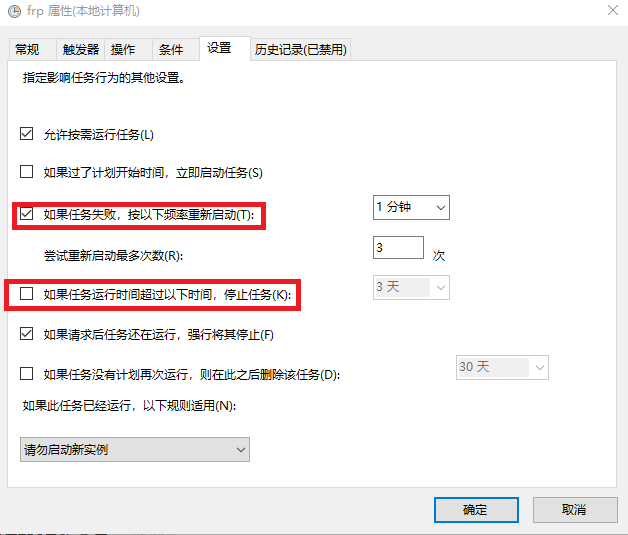 frp 属性(本地计算机)
常规 触发器 操作 条件 设置 历史记录(已禁用)
指定影响任务行为的其他设置。
允许按需运行任务(L)
如果过了计划开始时间，立即启动任务(S)
如果任务失败，按以下频率重新启动(T): 1 分钟
尝试重新启动最多次数(R): 3 次
如果任务运行时间超过以下时间，停止任务(K): 3 天
如果请求后任务还在运行，强行将其停止(F)
如果任务没有计划再次运行，则在此之后删除该任务(D): 30 天
如果此任务已经运行，以下规则适用(N):
请勿启动新实例
确定 取消